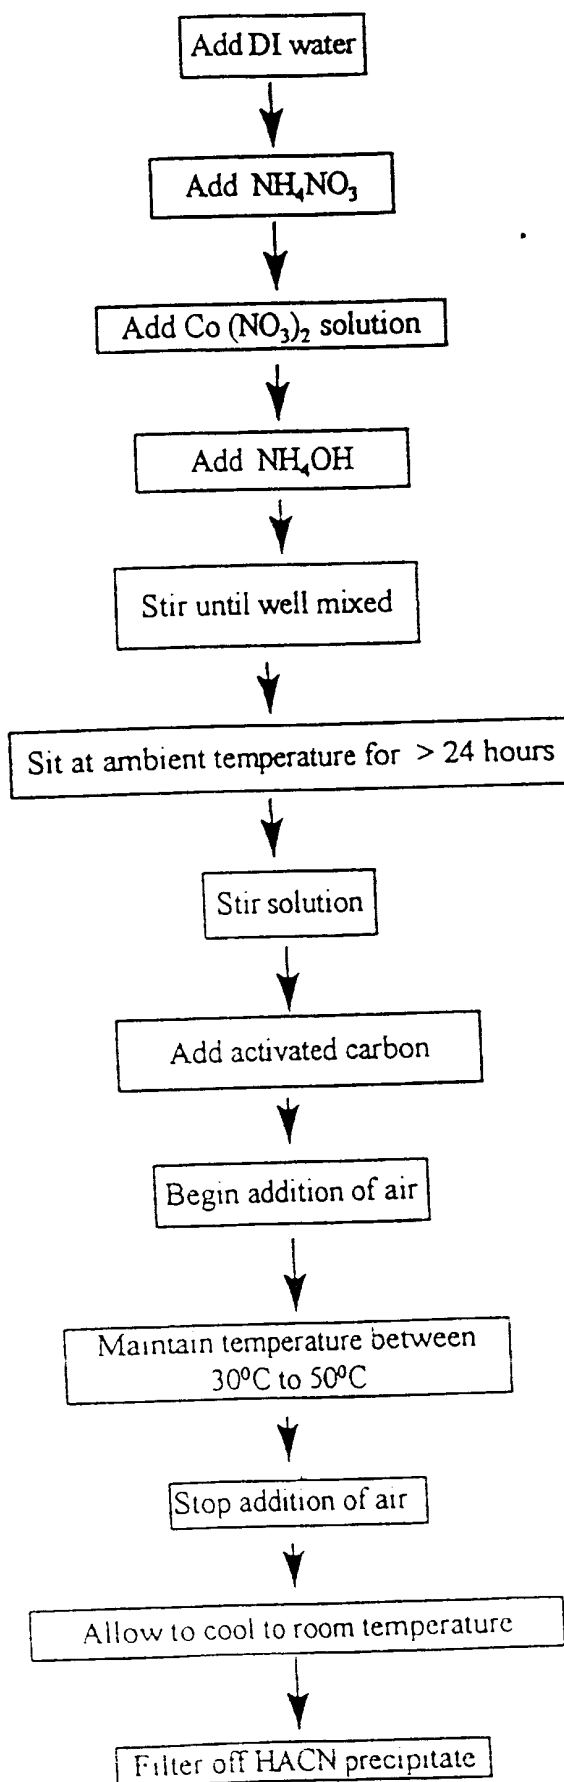 Add DI water
Add NH₄NO₃
Add Co (NO₃)₂ solution
Add NH₄OH
Stir until well mixed
Sit at ambient temperature for > 24 hours
Stir solution
Add activated carbon
Begin addition of air
Maintain temperature between
30⁰C to 50⁰C
Stop addition of air
Allow to cool to room temperature
Filter off HACN precipitate